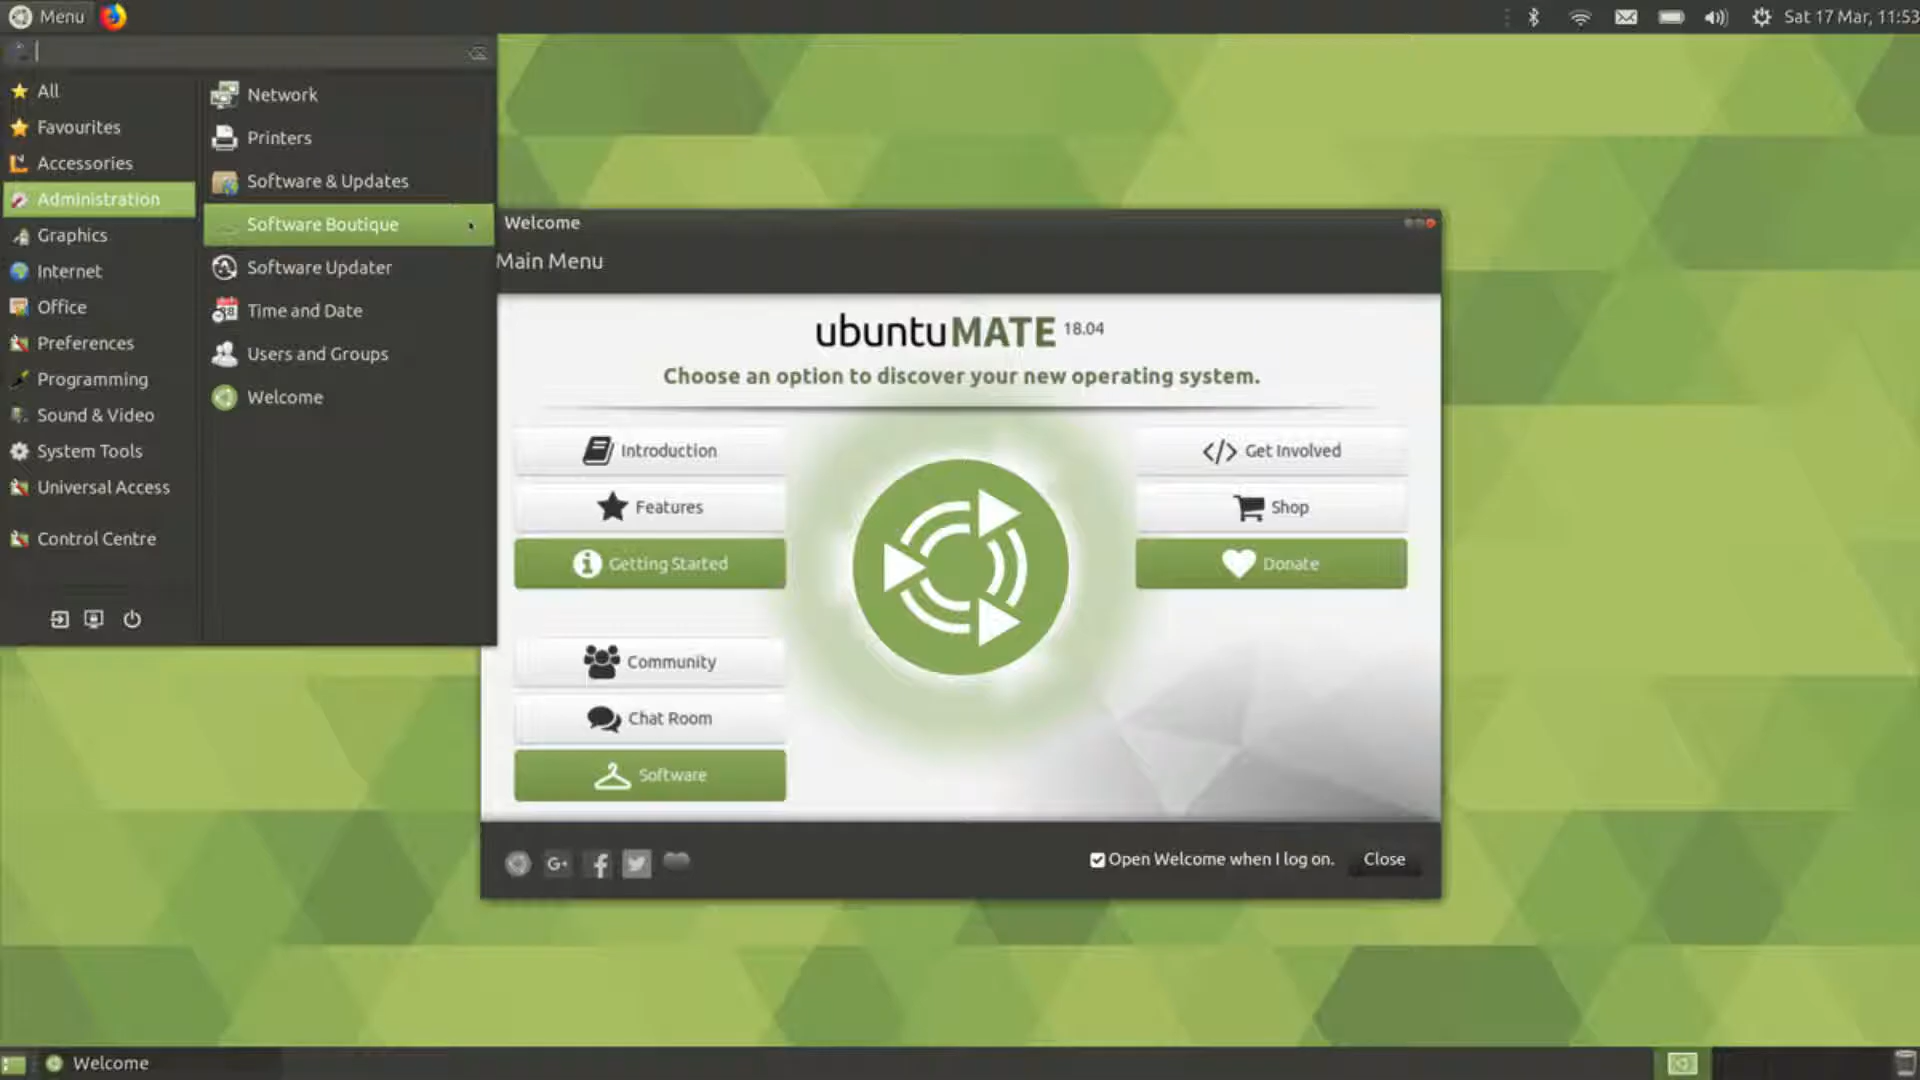 Menu
Sat 17 Mar, 11:53
All
Favourites
Accessories
Administration
Graphics
Internet
Office
Preferences
Programming
Sound & Video
System Tools
Universal Access
Control Centre
Network
Printers
Software & Updates
Software Boutique
Software Updater
Time and Date
Users and Groups
Welcome
Welcome
Main Menu
ubuntuMATE 18.04
Choose an option to discover your new operating system.
Introduction
Features
Getting Started
Community
Chat Room
Software
Get Involved
Shop
Donate
G+
Open Welcome when I log on.
Close
Welcome